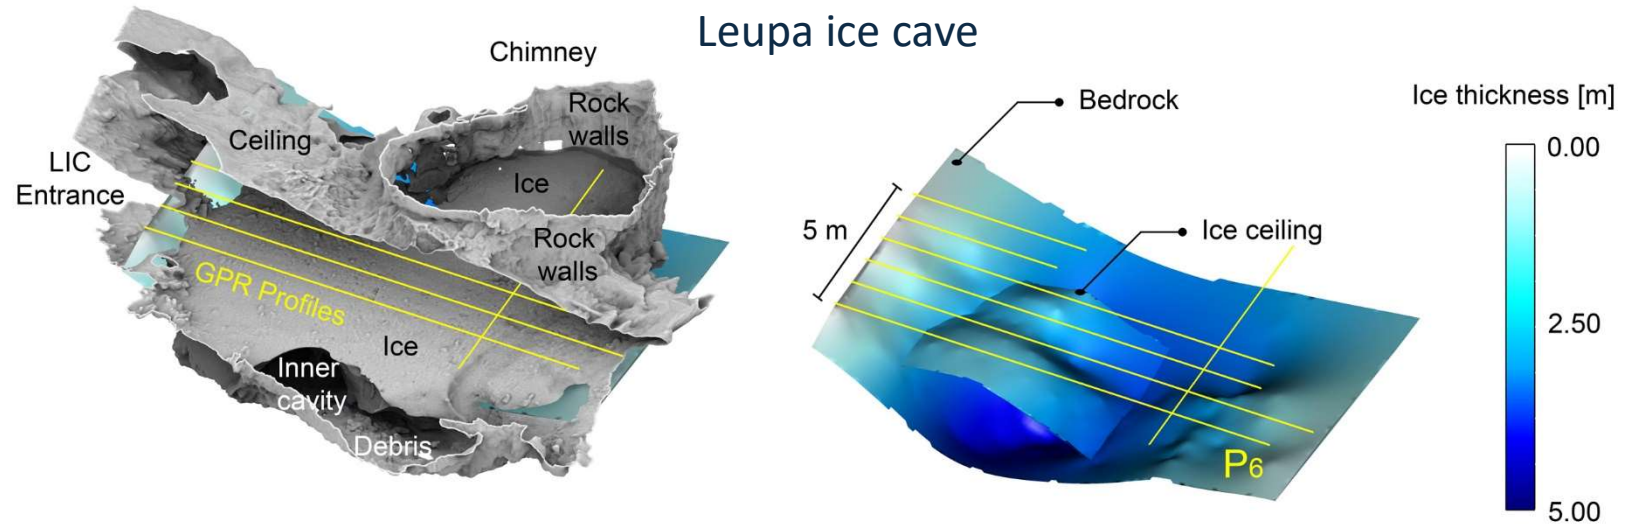 Leupa ice cave
Chimney
Rock
walls
Ceiling
LIC
Entrance
Ice
Rock
walls
GPR Profiles
Ice
Inner
cavity
Debris
Bedrock
Ice ceiling
5 m
P6
Ice thickness [m]
0.00
2.50
5.00